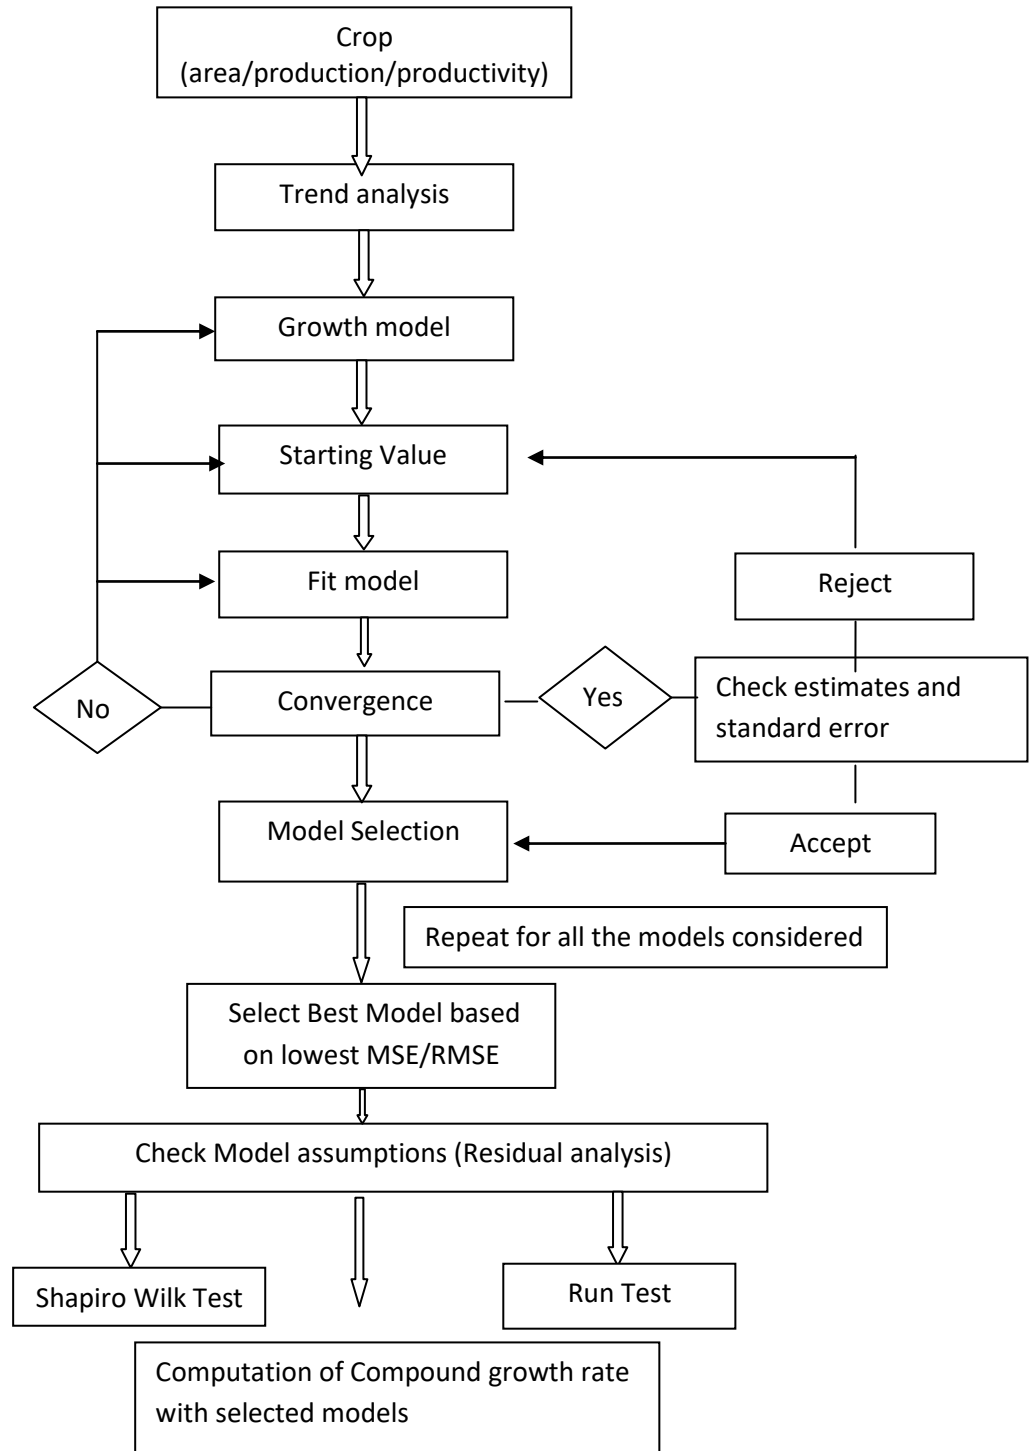 Crop
(area/production/productivity)
Trend analysis
Growth model
Starting Value
Fit model
Reject
No
Convergence
Yes
Check estimates and
standard error
Model Selection
Accept
Repeat for all the models considered
Select Best Model based
on lowest MSE/RMSE
Check Model assumptions (Residual analysis)
Shapiro Wilk Test
Run Test
Computation of Compound growth rate
with selected models